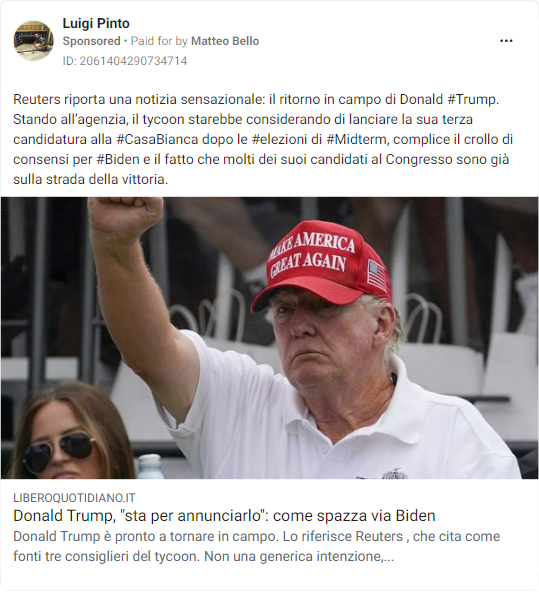 Luigi Pinto
Sponsored • Paid for by Matteo Bello
ID: 2061404290734714
Reuters riporta una notizia sensazionale: il ritorno in campo di Donald #Trump.
Stando all’agenzia, il tycoon starebbe considerando di lanciare la sua terza
candidatura alla #CasaBianca dopo le #elezioni di #Midterm, complice il crollo di
consensi per #Biden e il fatto che molti dei suoi candidati al Congresso sono già
sulla strada della vittoria.
MAKE AMERICA
GREAT AGAIN
LIBEROQUOTIDIANO.IT
Donald Trump, "sta per annunciarlo": come spazza via Biden
Donald Trump è pronto a tornare in campo. Lo riferisce Reuters , che cita come
fonti tre consiglieri del tycoon. Non una generica intenzione,...